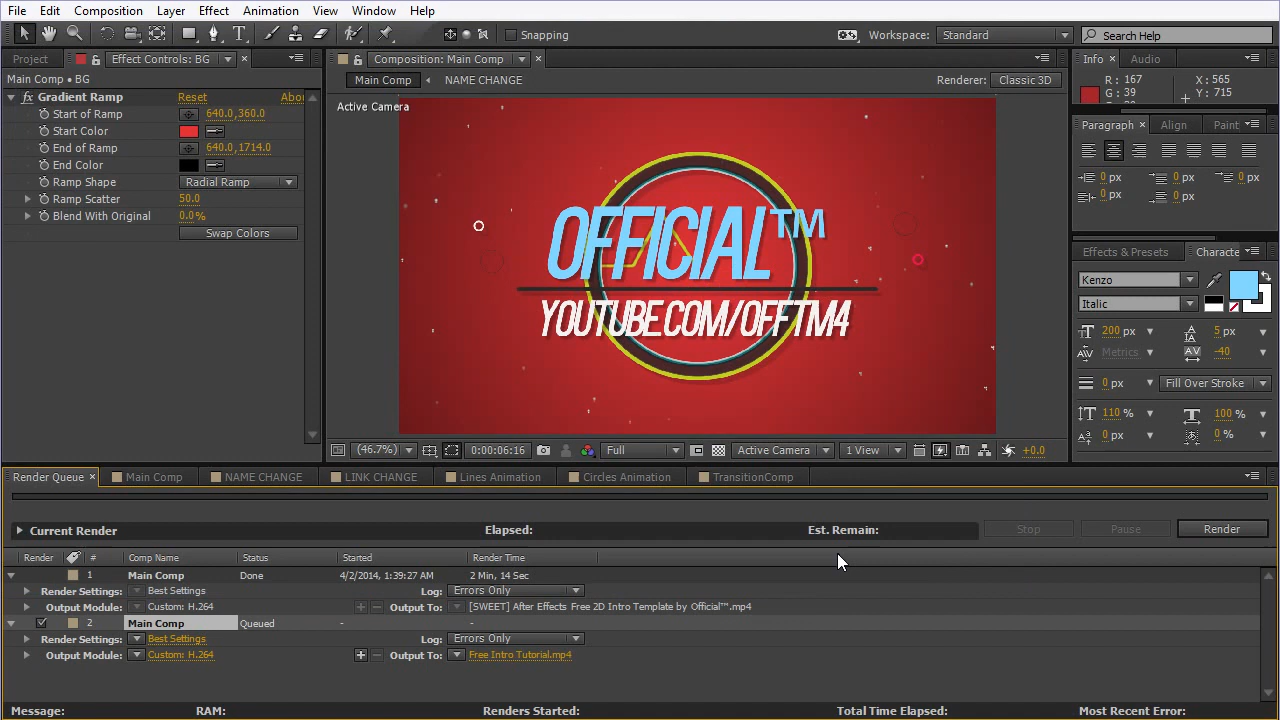 File Edit Composition Layer Effect Animation View Window Help
Snapping Workspace: Standard Search Help
Project Effect Controls: BG Composition: Main Comp Info Audio
Main Comp • BG Main Comp NAME CHANGE Renderer: Classic 3D R: 167 X: 565
G: 39 Y: 715
fx Gradient Ramp Reset Abou Active Camera
Start of Ramp 640.0,360.0
Start Color Paragraph Align Paint
End of Ramp 640.0,1714.0
End Color
Ramp Shape Radial Ramp 0 px 0 px 0 px
Ramp Scatter 50.0 0 px 0 px
Blend With Original 0.0%
Swap Colors
OFFICIAL™
YOUTUBE.COM/OFFTM4
Effects & Presets Characte
Kenzo
Italic
200 px 5 px
Metrics -40
0 px Fill Over Stroke
110 % 100 %
0 px 0 %
(46.7%) 0:00:06:16 Full Active Camera 1 View +0.0
Render Queue Main Comp NAME CHANGE LINK CHANGE Lines Animation Circles Animation TransitionComp
Current Render Elapsed: Est. Remain: Stop Pause Render
Render # Comp Name Status Started Render Time
1 Main Comp Done 4/2/2014, 1:39:27 AM 2 Min, 14 Sec
Render Settings: Best Settings Log: Errors Only
Output Module: Custom: H.264 Output To: [SWEET] After Effects Free 2D Intro Template by Official™.mp4
2 Main Comp Queued - -
Render Settings: Best Settings Log: Errors Only
Output Module: Custom: H.264 Output To: Free Intro Tutorial.mp4
Message: RAM: Renders Started: Total Time Elapsed: Most Recent Error: